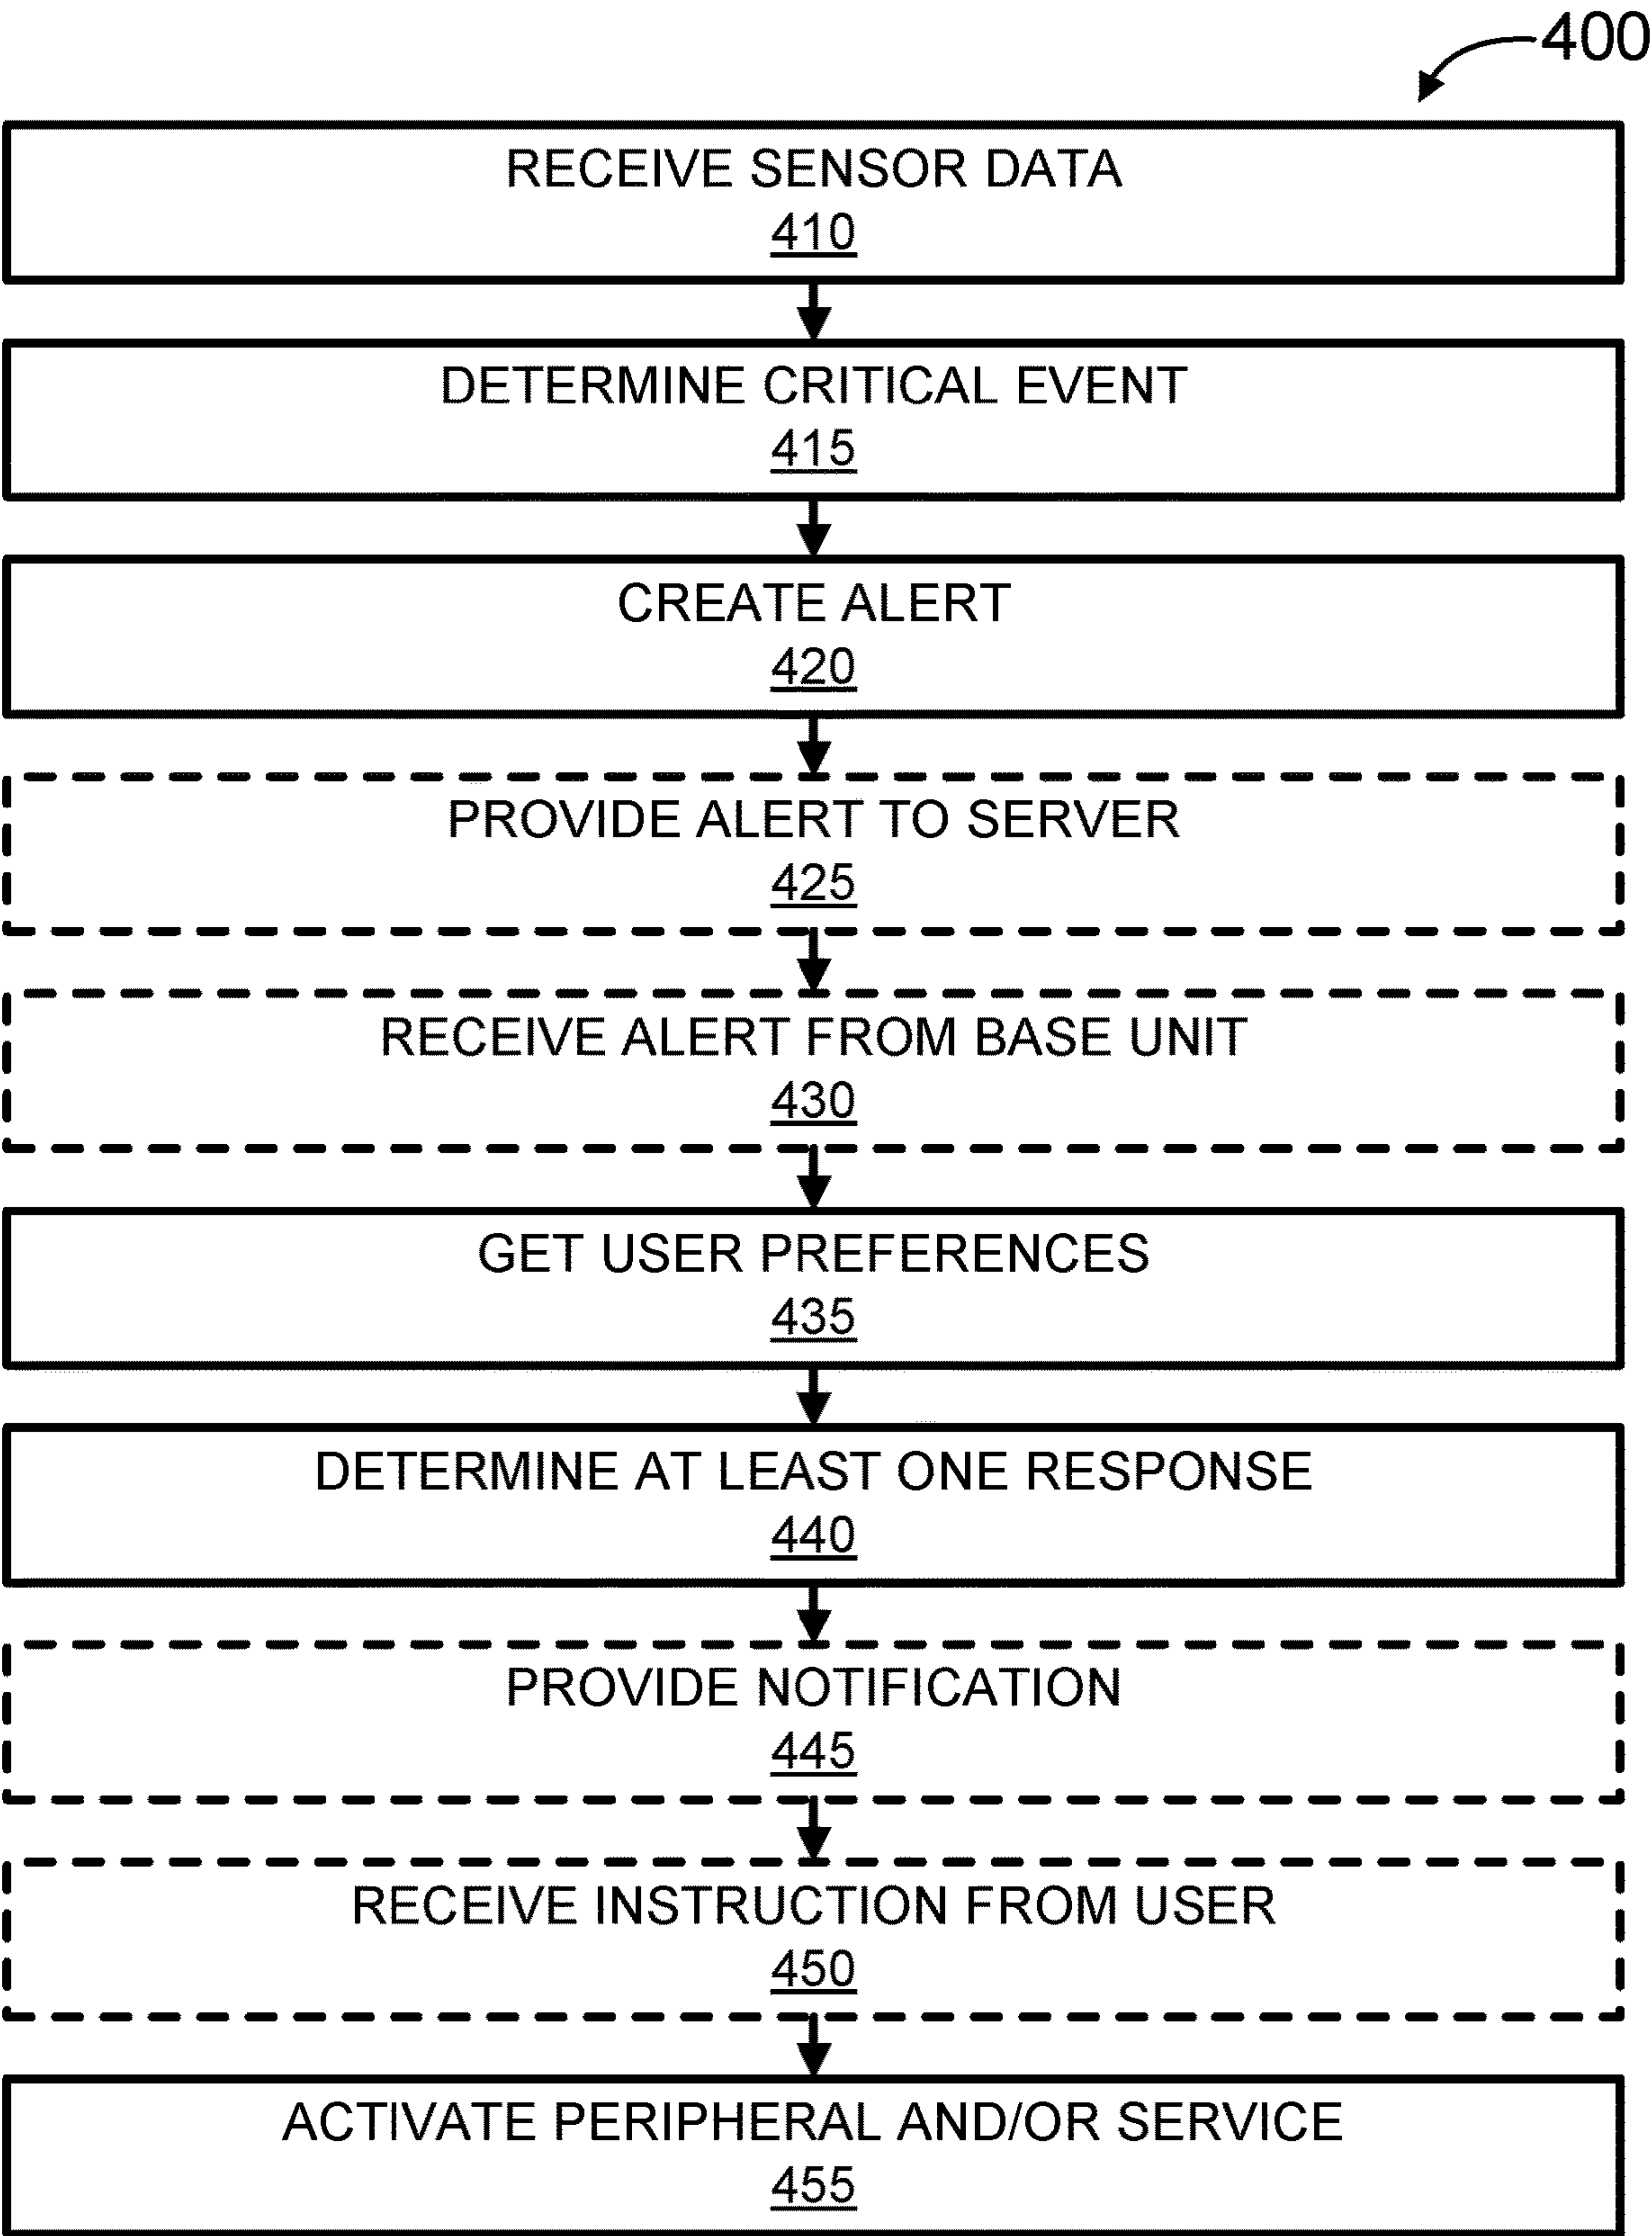 400
RECEIVE SENSOR DATA
410
DETERMINE CRITICAL EVENT
415
CREATE ALERT
420
PROVIDE ALERT TO SERVER
425
RECEIVE ALERT FROM BASE UNIT
430
GET USER PREFERENCES
435
DETERMINE AT LEAST ONE RESPONSE
440
PROVIDE NOTIFICATION
445
RECEIVE INSTRUCTION FROM USER
450
ACTIVATE PERIPHERAL AND/OR SERVICE
455